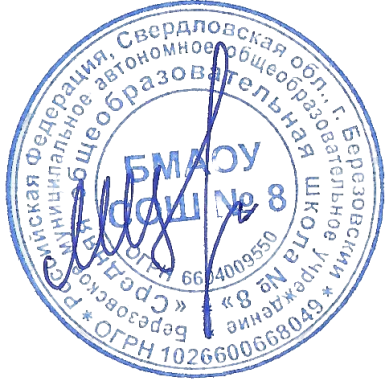 * Российская Федерация, Свердловская обл., г. Березовский *
ОГРН 1026600668049 *
Березовское муниципальное автономное общеобразовательное учреждение
«Средняя общеобразовательная школа № 8»
БМАОУ
СОШ № 8
ОГРН 6604009550